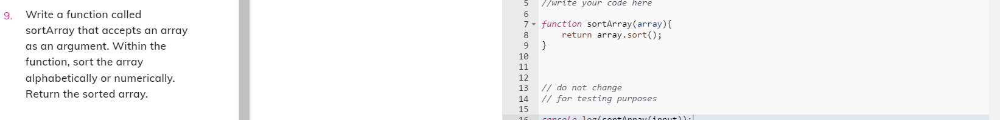 9. Write a function called
sortArray that accepts an array
as an argument. Within the
function, sort the array
alphabetically or numerically.
Return the sorted array.
5 //write your code here
6
7 function sortArray(array){
8 return array.sort();
9 }
10
11
12
13 // do not change
14 // for testing purposes
15
16 console.log(sortArray(input));